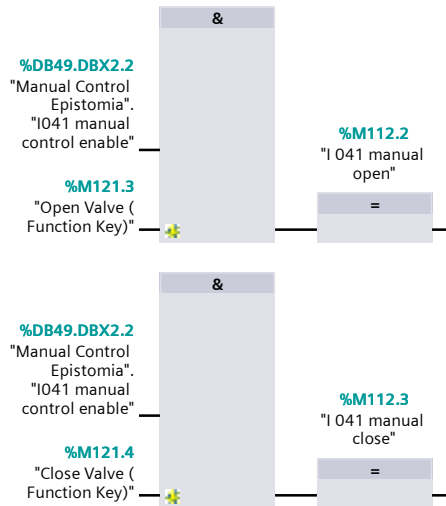 &
%DB49.DBX2.2
"Manual Control
Epistomia".
"I041 manual
control enable"
%M121.3
"Open Valve (
Function Key)"
%M112.2
"I 041 manual
open"
=
&
%DB49.DBX2.2
"Manual Control
Epistomia".
"I041 manual
control enable"
%M121.4
"Close Valve (
Function Key)"
%M112.3
"I 041 manual
close"
=